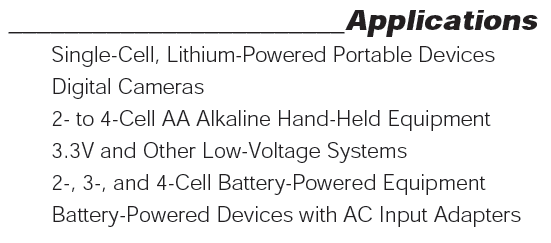 Applications
Single-Cell, Lithium-Powered Portable Devices
Digital Cameras
2- to 4-Cell AA Alkaline Hand-Held Equipment
3.3V and Other Low-Voltage Systems
2-, 3-, and 4-Cell Battery-Powered Equipment
Battery-Powered Devices with AC Input Adapters